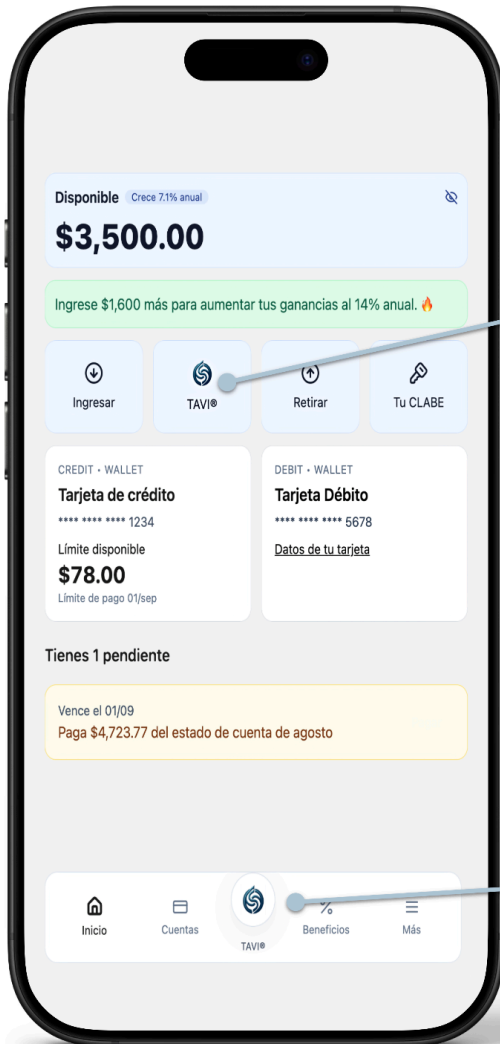 Disponible Crece 7.1% anual
$3,500.00
Ingrese $1,600 más para aumentar tus ganancias al 14% anual. 🔥
Ingresar
TAVI®
Retirar
Tu CLABE
CREDIT • WALLET
Tarjeta de crédito
**** **** **** 1234
Límite disponible
$78.00
Límite de pago 01/sep
DEBIT • WALLET
Tarjeta Débito
**** **** **** 5678
Datos de tu tarjeta
Tienes 1 pendiente
Vence el 01/09
Paga $4,723.77 del estado de cuenta de agosto
Inicio
Cuentas
TAVI®
Beneficios
Más